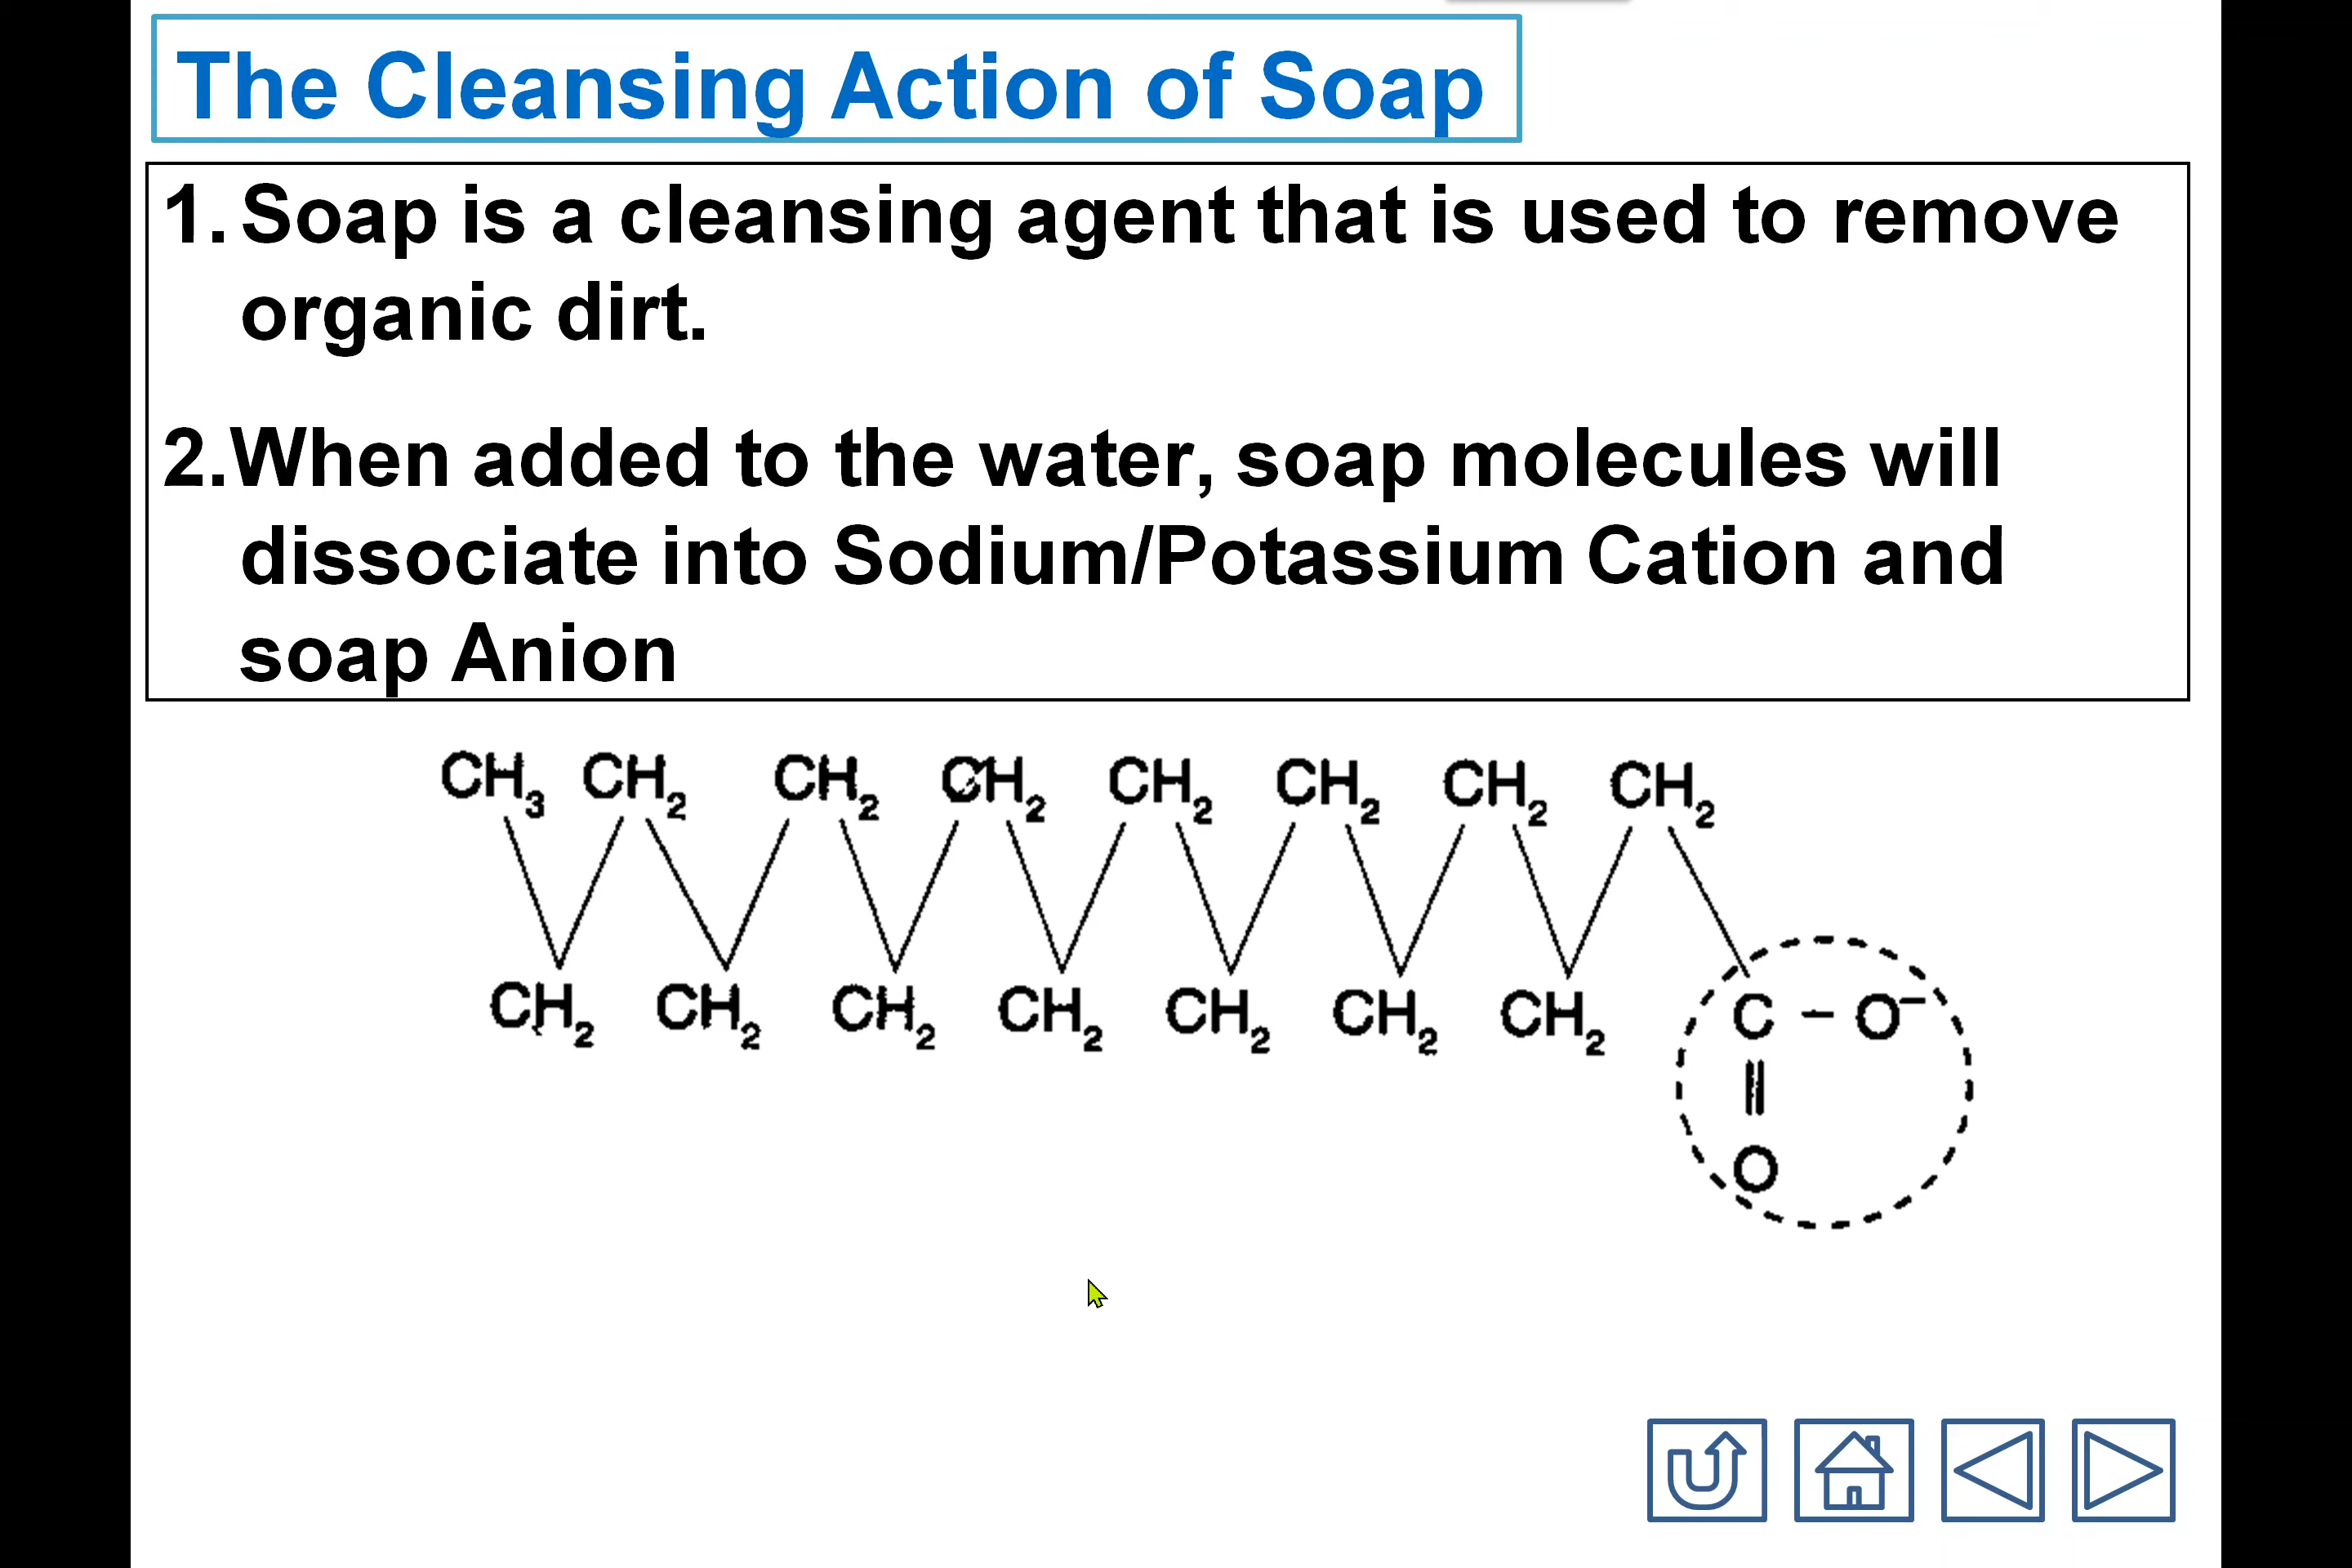 The Cleansing Action of Soap
1. Soap is a cleansing agent that is used to remove
organic dirt.
2.When added to the water, soap molecules will
dissociate into Sodium/Potassium Cation and
soap Anion
CH₃ CH₂ CH₂ CH₂ CH₂ CH₂ CH₂ CH₂
CH₂ CH₂ CH₂ CH₂ CH₂ CH₂ CH₂ C – O⁻
||
O